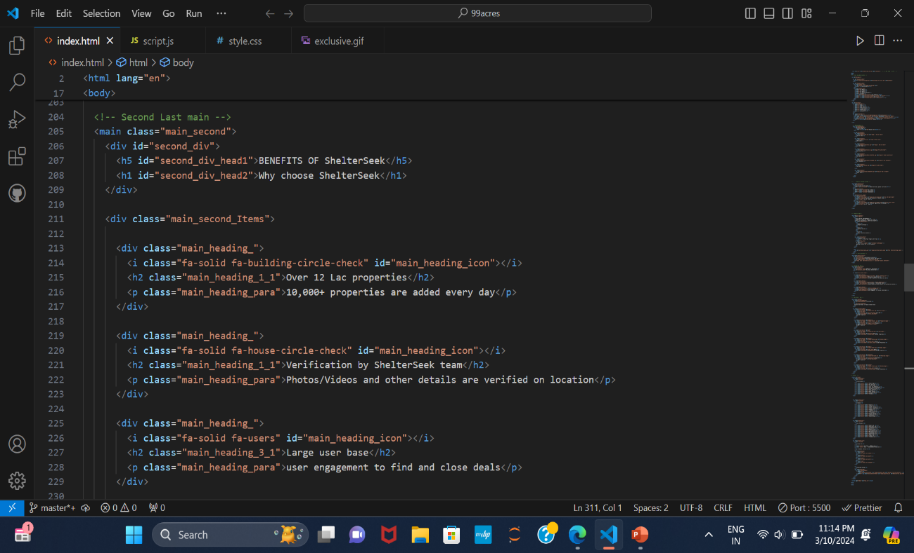 File Edit Selection View Go Run ... 99acres
index.html script.js style.css exclusive.gif
index.html > html > body
2 <html lang="en">
17 <body>
203
204 <!-- Second Last main -->
205 <main class="main_second">
206 <div id="second_div">
207 <h5 id="second_div_head1">BENEFITS OF ShelterSeek</h5>
208 <h1 id="second_div_head2">Why choose ShelterSeek</h1>
209 </div>
210
211 <div class="main_second_Items">
212
213 <div class="main_heading_">
214 <i class="fa-solid fa-building-circle-check" id="main_heading_icon"></i>
215 <h2 class="main_heading_1_1">Over 12 Lac properties</h2>
216 <p class="main_heading_para">10,000+ properties are added every day</p>
217 </div>
218
219 <div class="main_heading_">
220 <i class="fa-solid fa-house-circle-check" id="main_heading_icon"></i>
221 <h2 class="main_heading_1_1">Verification by ShelterSeek team</h2>
222 <p class="main_heading_para">Photos/Videos and other details are verified on location</p>
223 </div>
224
225 <div class="main_heading_">
226 <i class="fa-solid fa-users" id="main_heading_icon"></i>
227 <h2 class="main_heading_3_1">Large user base</h2>
228 <p class="main_heading_para">user engagement to find and close deals</p>
229 </div>
230
master*+ 0 0 0 Ln 311, Col 1 Spaces: 2 UTF-8 CRLF HTML Port : 5500 Prettier
1 Search ENG IN 11:14 PM 3/10/2024 PRE